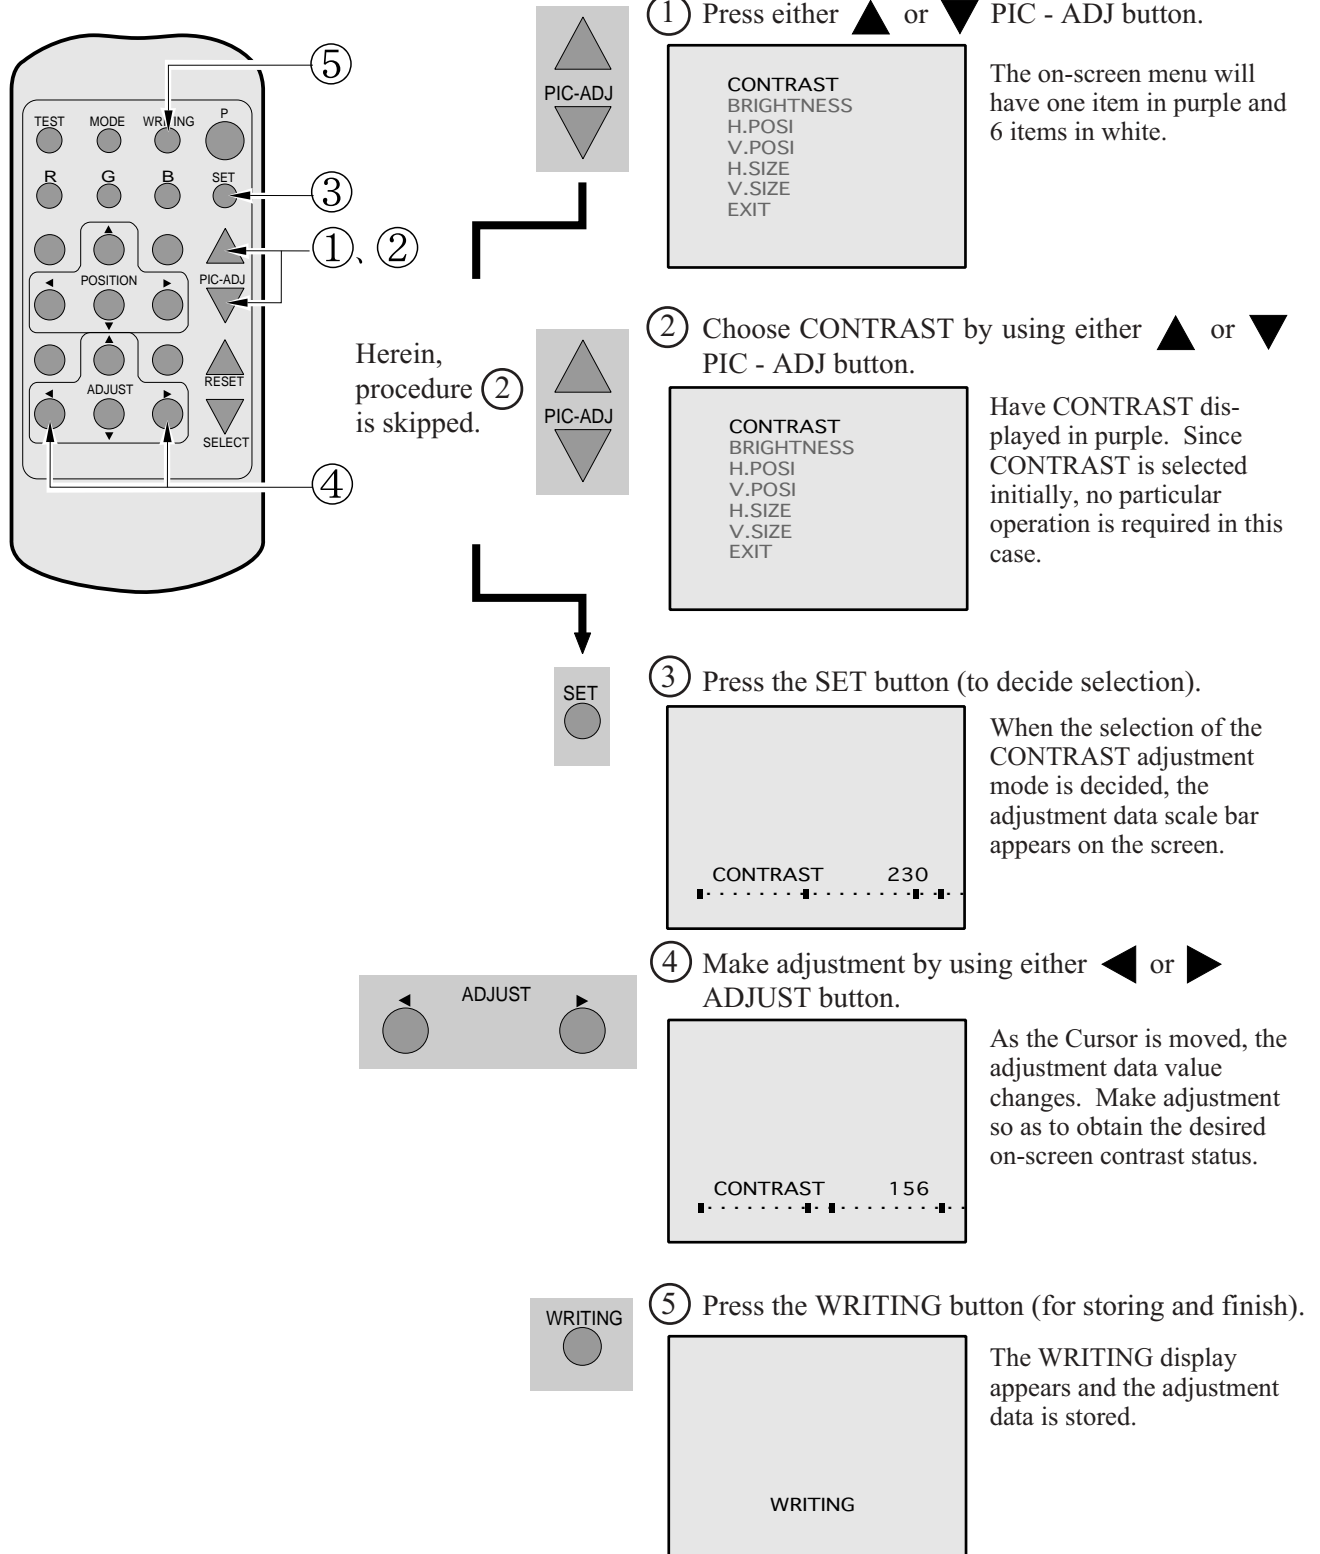 TEST MODE WRITING P
R G B SET
POSITION PIC-ADJ
RESET
ADJUST
SELECT
⑤
③
①、②
④
PIC-ADJ
① Press either ▲ or ▼ PIC - ADJ button.
CONTRAST
BRIGHTNESS
H.POSI
V.POSI
H.SIZE
V.SIZE
EXIT
The on-screen menu will
have one item in purple and
6 items in white.
Herein,
procedure ②
is skipped.
PIC-ADJ
② Choose CONTRAST by using either ▲ or ▼
PIC - ADJ button.
CONTRAST
BRIGHTNESS
H.POSI
V.POSI
H.SIZE
V.SIZE
EXIT
Have CONTRAST dis-
played in purple. Since
CONTRAST is selected
initially, no particular
operation is required in this
case.
SET
③ Press the SET button (to decide selection).
CONTRAST 230
When the selection of the
CONTRAST adjustment
mode is decided, the
adjustment data scale bar
appears on the screen.
◀ ADJUST ▶
④ Make adjustment by using either ◀ or ▶
ADJUST button.
CONTRAST 156
As the Cursor is moved, the
adjustment data value
changes. Make adjustment
so as to obtain the desired
on-screen contrast status.
WRITING
⑤ Press the WRITING button (for storing and finish).
WRITING
The WRITING display
appears and the adjustment
data is stored.